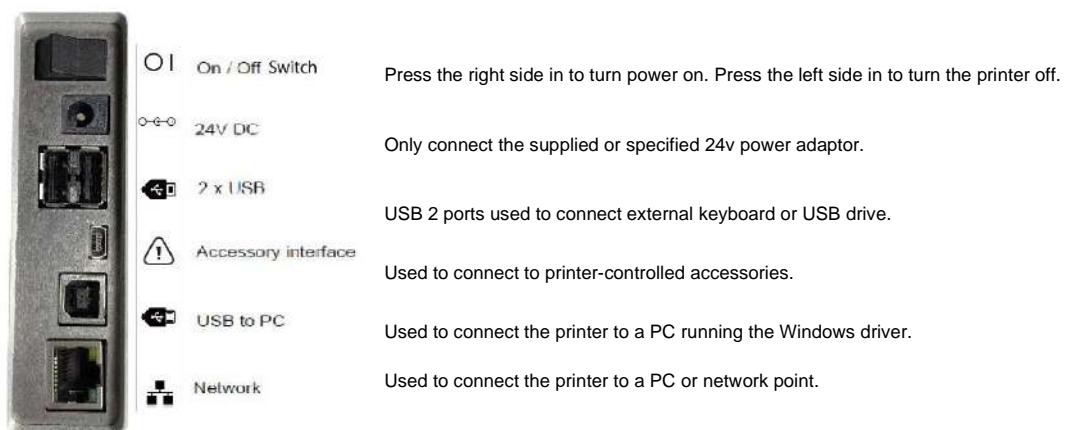 O I On / Off Switch Press the right side in to turn power on. Press the left side in to turn the printer off.
24V DC Only connect the supplied or specified 24v power adaptor.
2 x USB USB 2 ports used to connect external keyboard or USB drive.
Accessory interface Used to connect to printer-controlled accessories.
USB to PC Used to connect the printer to a PC running the Windows driver.
Network Used to connect the printer to a PC or network point.